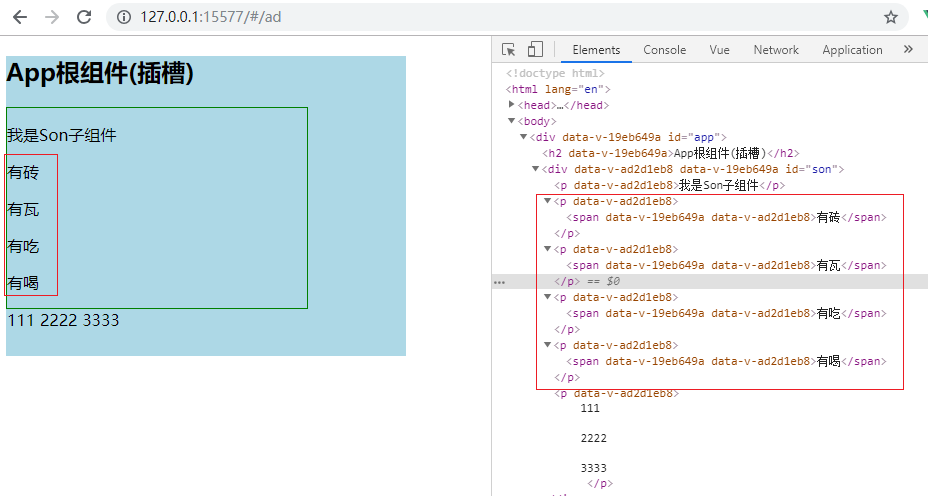 127.0.0.1:15577/#/ad
App根组件(插槽)
我是Son子组件
有砖
有瓦
有吃
有喝
111 2222 3333
Elements Console Vue Network Application »
<!doctype html>
<html lang="en">
<head>…</head>
<body>
<div data-v-19eb649a id="app">
<h2 data-v-19eb649a>App根组件(插槽)</h2>
<div data-v-ad2d1eb8 data-v-19eb649a id="son">
<p data-v-ad2d1eb8>我是Son子组件</p>
<p data-v-ad2d1eb8>
<span data-v-19eb649a data-v-ad2d1eb8>有砖</span>
</p>
<p data-v-ad2d1eb8>
<span data-v-19eb649a data-v-ad2d1eb8>有瓦</span>
</p> == $0
<p data-v-ad2d1eb8>
<span data-v-19eb649a data-v-ad2d1eb8>有吃</span>
</p>
<p data-v-ad2d1eb8>
<span data-v-19eb649a data-v-ad2d1eb8>有喝</span>
</p>
<p data-v-ad2d1eb8>
111
2222
3333
</p>